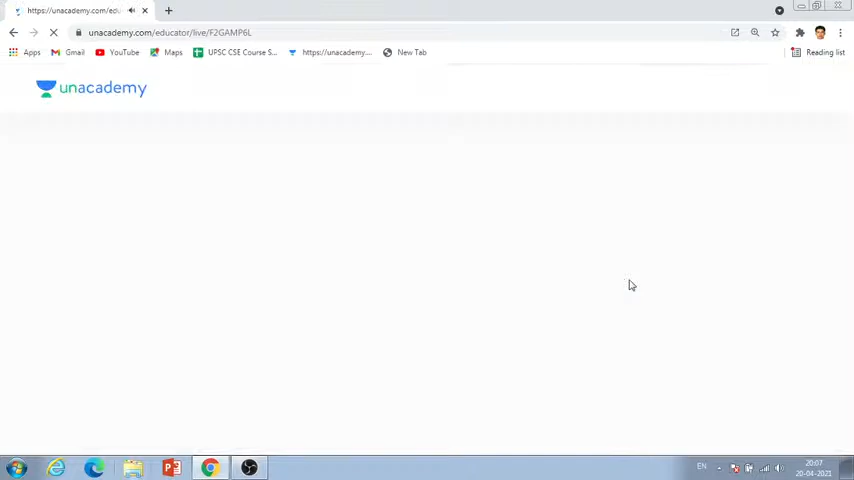 https://unacademy.com/edu
unacademy.com/educator/live/F2GAMP6L
Apps
Gmail
YouTube
Maps
UPSC CSE Course S...
https://unacademy....
New Tab
Reading list
unacademy
EN
20:07
20-04-2021